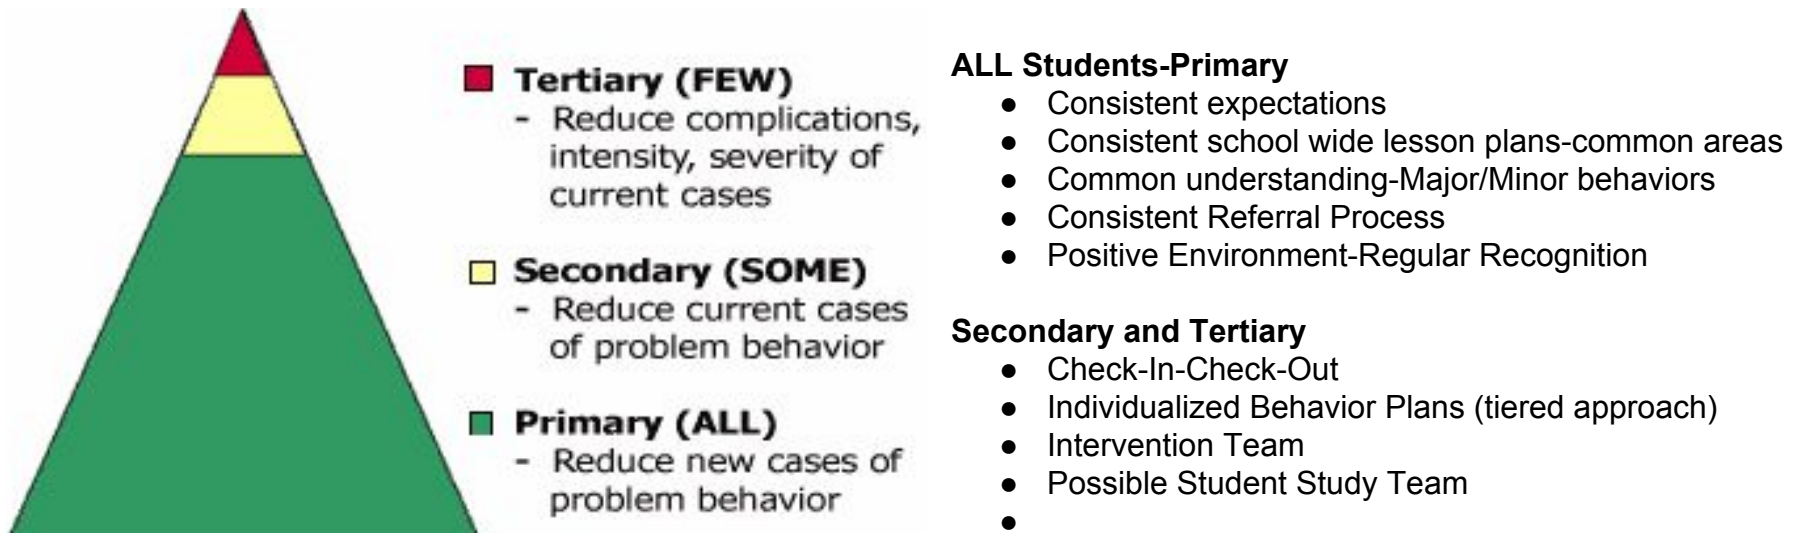 Tertiary (FEW)
- Reduce complications,
intensity, severity of
current cases
Secondary (SOME)
- Reduce current cases
of problem behavior
Primary (ALL)
- Reduce new cases of
problem behavior
ALL Students-Primary
● Consistent expectations
● Consistent school wide lesson plans-common areas
● Common understanding-Major/Minor behaviors
● Consistent Referral Process
● Positive Environment-Regular Recognition
Secondary and Tertiary
● Check-In-Check-Out
● Individualized Behavior Plans (tiered approach)
● Intervention Team
● Possible Student Study Team
●